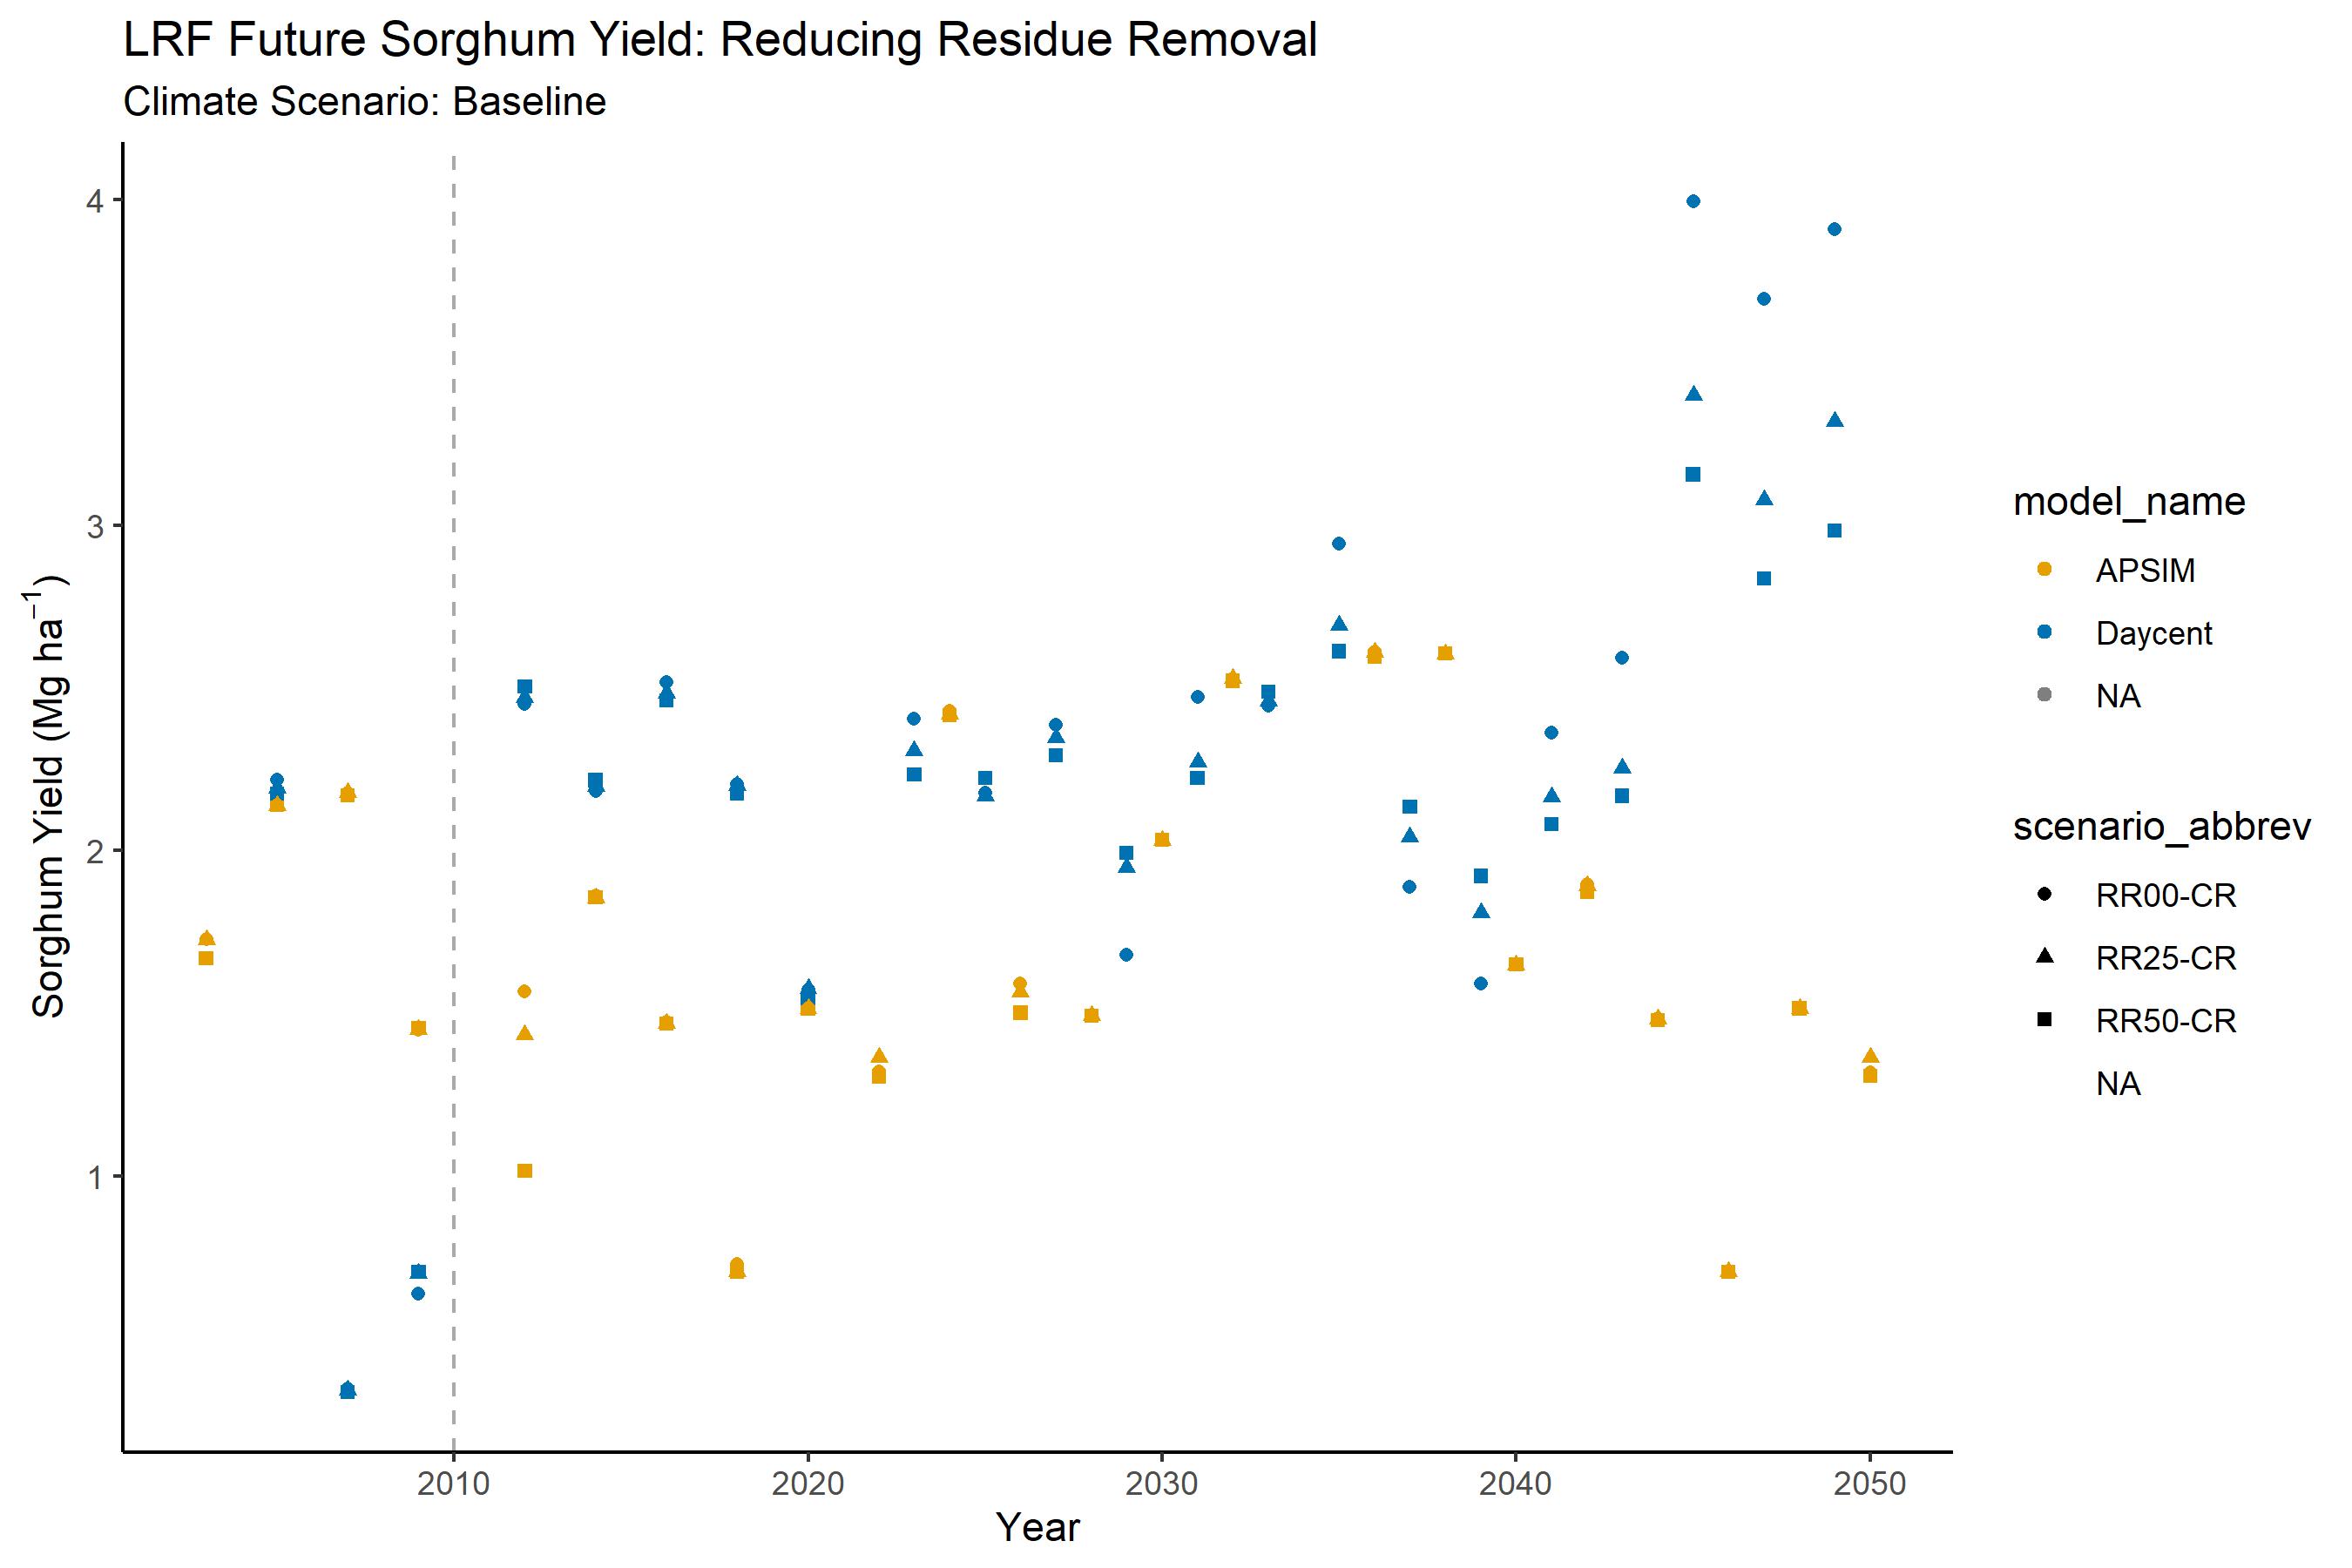 LRF Future Sorghum Yield: Reducing Residue Removal
Climate Scenario: Baseline
Sorghum Yield (Mg ha⁻¹)
4
3
2
1
2010
2020
2030
2040
2050
Year
model_name
APSIM
Daycent
NA
scenario_abbrev
RR00-CR
RR25-CR
RR50-CR
NA